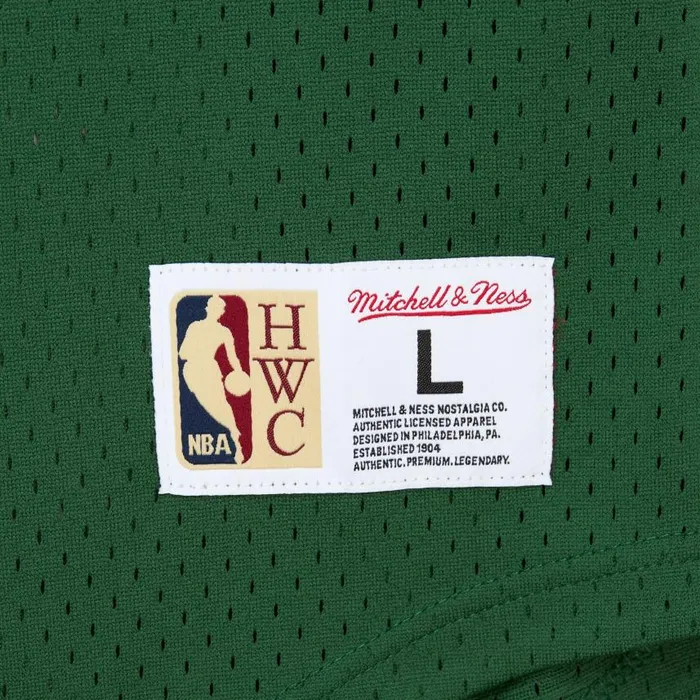 NBA
H
W
C
Mitchell & Ness
L
MITCHELL & NESS NOSTALGIA CO.
AUTHENTIC LICENSED APPAREL
DESIGNED IN PHILADELPHIA, PA.
ESTABLISHED 1904
AUTHENTIC.PREMIUM.LEGENDARY.